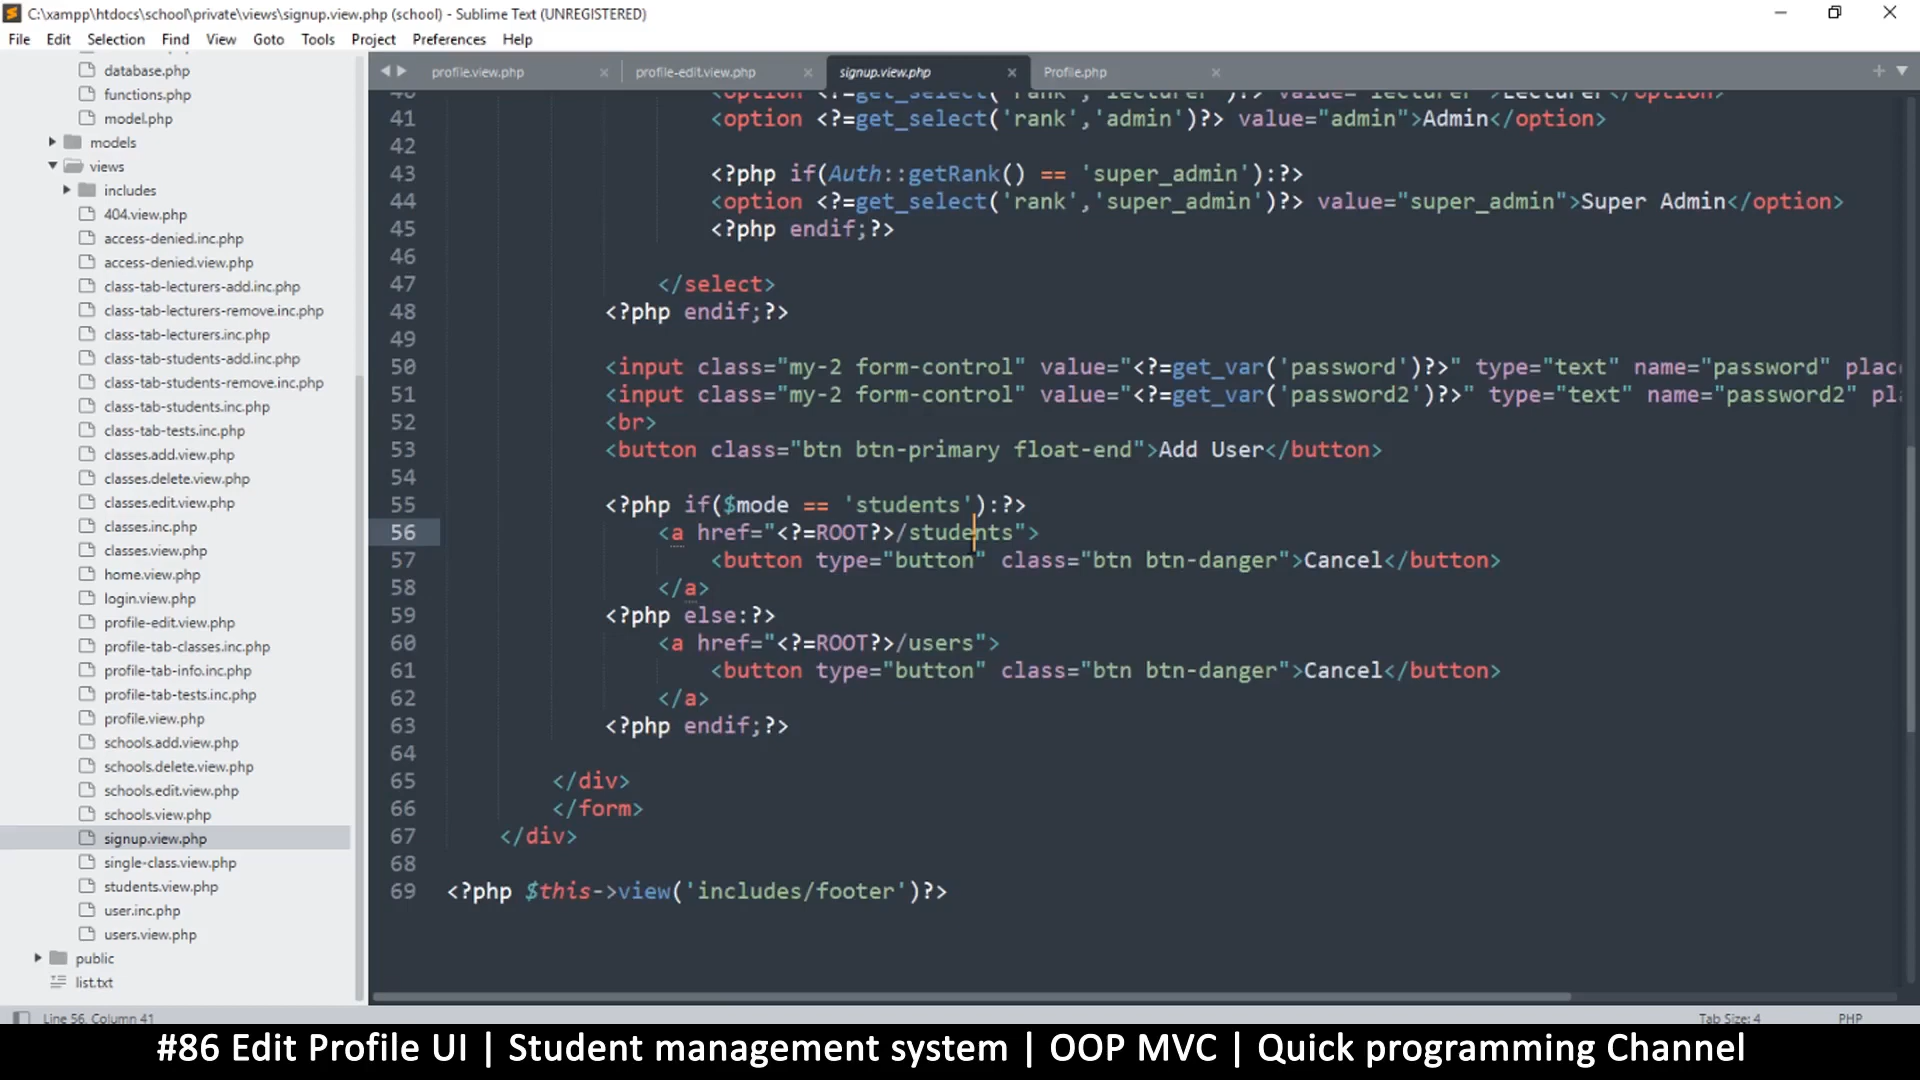 C:\xampp\htdocs\school\private\views\signup.view.php (school) - Sublime Text (UNREGISTERED)
File Edit Selection Find View Goto Tools Project Preferences Help
database.php
functions.php
model.php
models
views
includes
404.view.php
access-denied.inc.php
access-denied.view.php
class-tab-lecturers-add.inc.php
class-tab-lecturers-remove.inc.php
class-tab-lecturers.inc.php
class-tab-students-add.inc.php
class-tab-students-remove.inc.php
class-tab-students.inc.php
class-tab-tests.inc.php
classes.add.view.php
classes.delete.view.php
classes.edit.view.php
classes.inc.php
classes.view.php
home.view.php
login.view.php
profile-edit.view.php
profile-tab-classes.inc.php
profile-tab-info.inc.php
profile-tab-tests.inc.php
profile.view.php
schools.add.view.php
schools.delete.view.php
schools.edit.view.php
schools.view.php
signup.view.php
single-class.view.php
students.view.php
user.inc.php
users.view.php
public
list.txt
profile.view.php profile-edit.view.php signup.view.php Profile.php
40 <option <?=get_select('rank','lecturer')?> value="lecturer">Lecturer</option>
41 <option <?=get_select('rank','admin')?> value="admin">Admin</option>
42
43 <?php if(Auth::getRank() == 'super_admin'):?>
44 <option <?=get_select('rank','super_admin')?> value="super_admin">Super Admin</option>
45 <?php endif;?>
46
47 </select>
48 <?php endif;?>
49
50 <input class="my-2 form-control" value="<?=get_var('password')?>" type="text" name="password" plac
51 <input class="my-2 form-control" value="<?=get_var('password2')?>" type="text" name="password2" pl
52 <br>
53 <button class="btn btn-primary float-end">Add User</button>
54
55 <?php if($mode == 'students'):?>
56 <a href="<?=ROOT?>/students">
57 <button type="button" class="btn btn-danger">Cancel</button>
58 </a>
59 <?php else:?>
60 <a href="<?=ROOT?>/users">
61 <button type="button" class="btn btn-danger">Cancel</button>
62 </a>
63 <?php endif;?>
64
65 </div>
66 </form>
67 </div>
68
69 <?php $this->view('includes/footer')?>
Line 56, Column 41 Tab Size: 4 PHP
#86 Edit Profile UI | Student management system | OOP MVC | Quick programming Channel